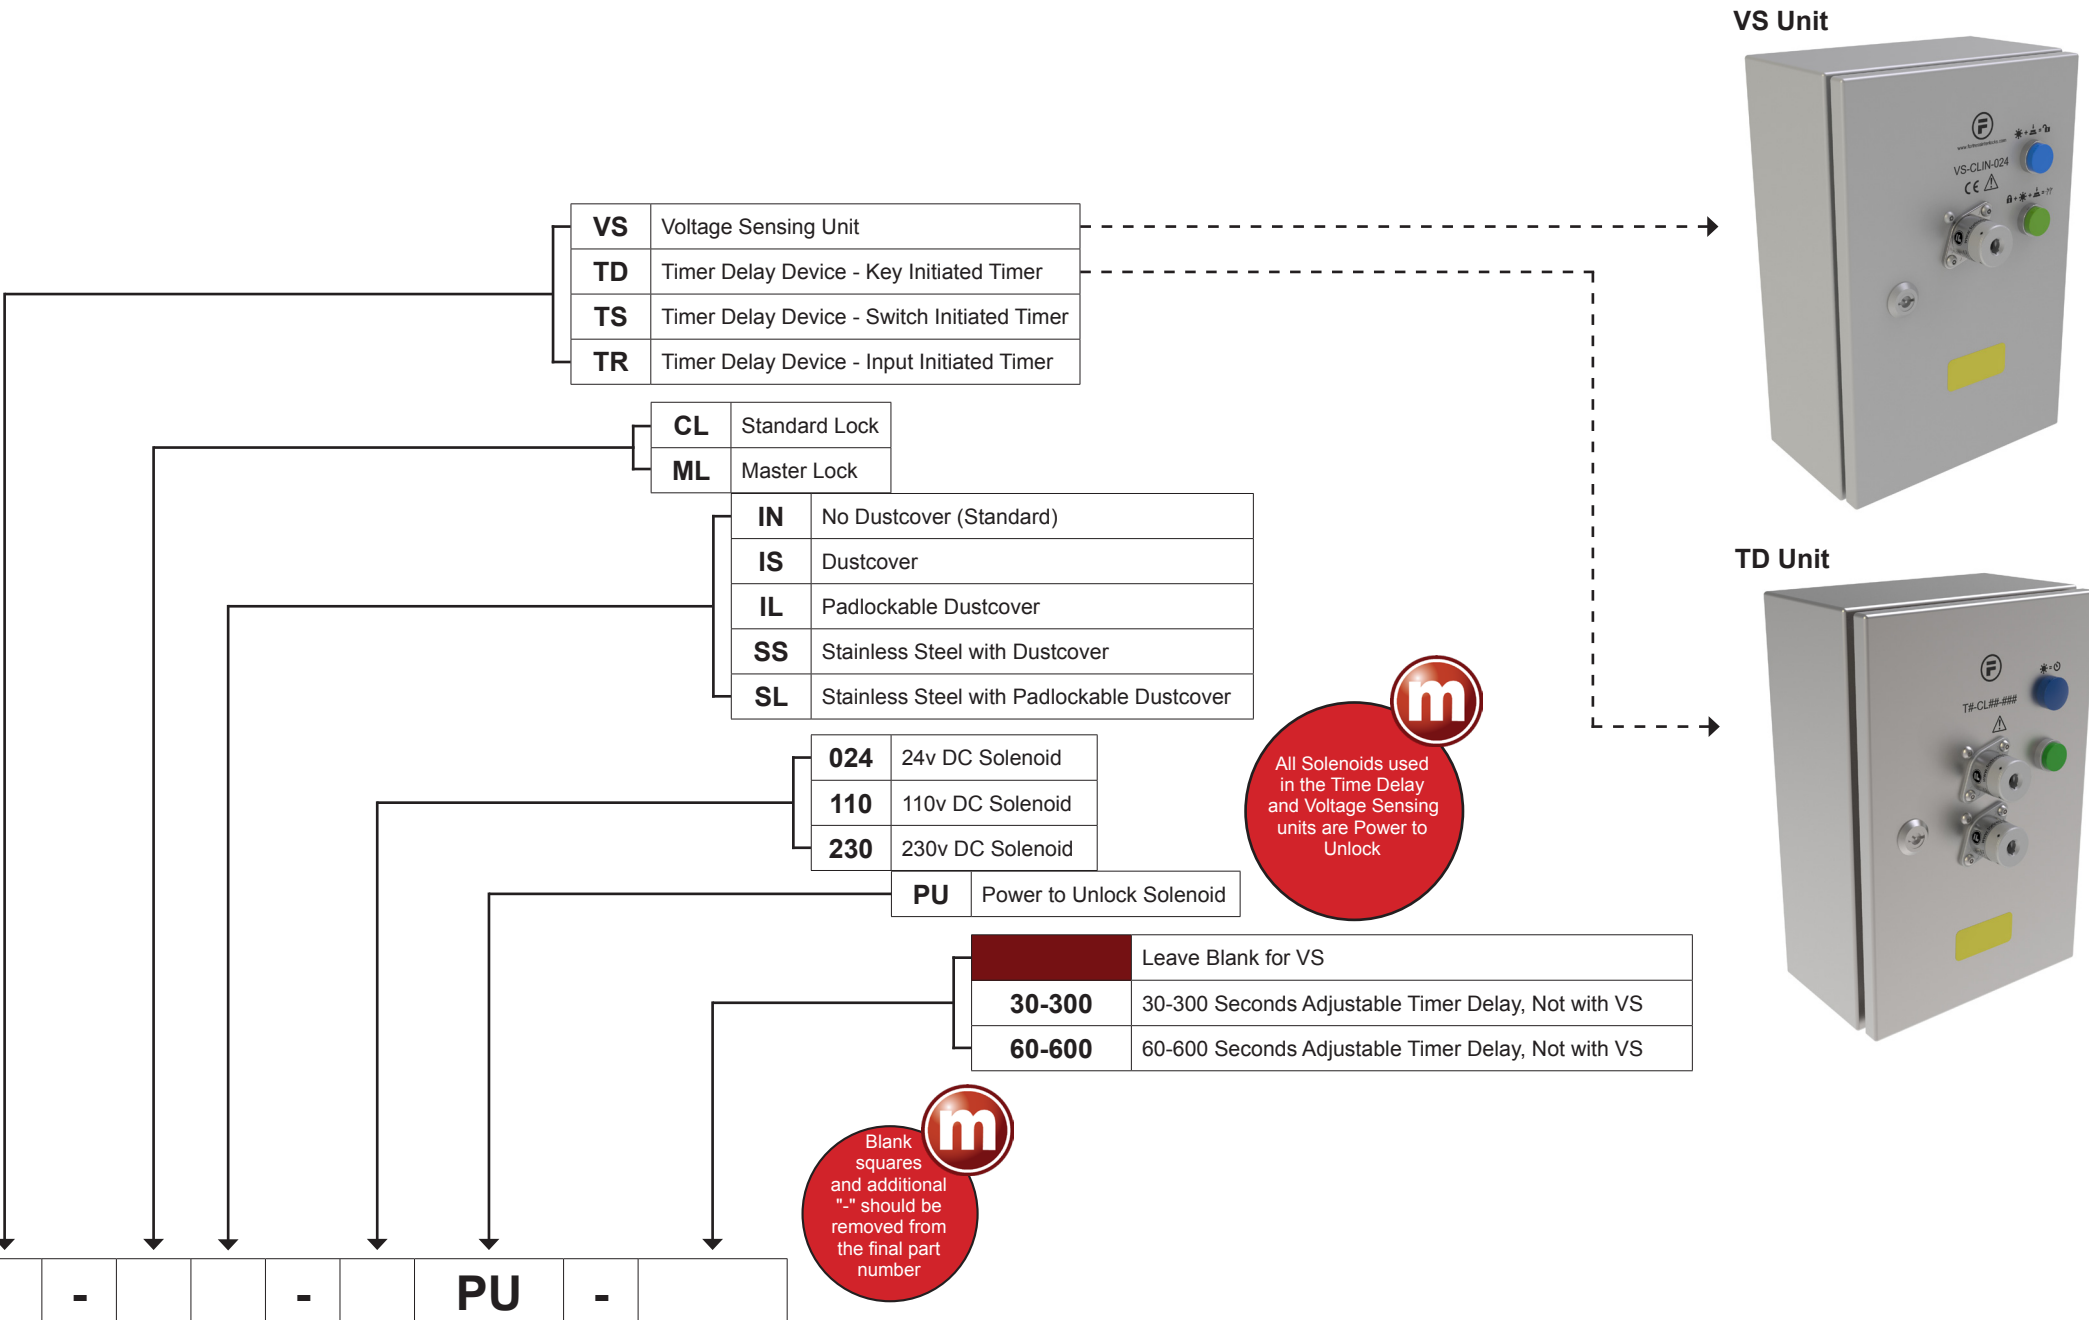 VS Unit
www.fortressinterlocks.com
VS-CLIN-024
CE
VS Voltage Sensing Unit
TD Timer Delay Device - Key Initiated Timer
TS Timer Delay Device - Switch Initiated Timer
TR Timer Delay Device - Input Initiated Timer
CL Standard Lock
ML Master Lock
IN No Dustcover (Standard)
IS Dustcover
IL Padlockable Dustcover
SS Stainless Steel with Dustcover
SL Stainless Steel with Padlockable Dustcover
TD Unit
T#-CL##-###
024 24v DC Solenoid
110 110v DC Solenoid
230 230v DC Solenoid
m
All Solenoids used
in the Time Delay
and Voltage Sensing
units are Power to
Unlock
PU Power to Unlock Solenoid
Leave Blank for VS
30-300 30-300 Seconds Adjustable Timer Delay, Not with VS
60-600 60-600 Seconds Adjustable Timer Delay, Not with VS
m
Blank
squares
and additional
"-" should be
removed from
the final part
number
- - PU -